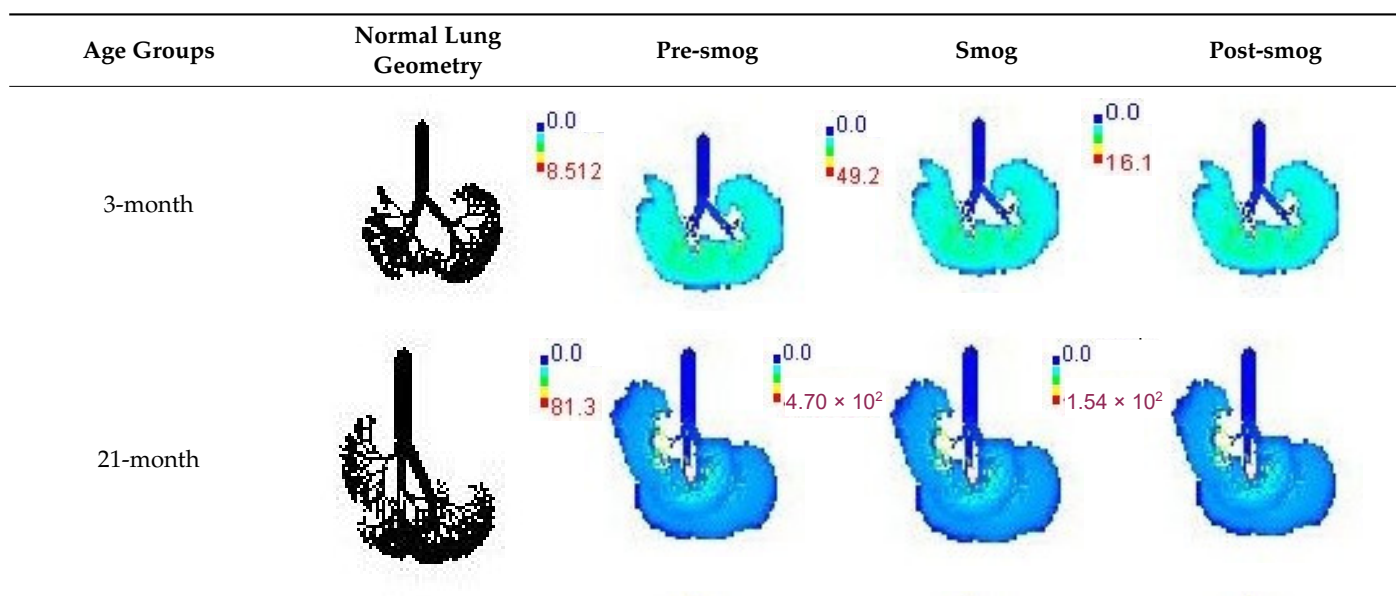 Age Groups
Normal Lung
Geometry
Pre-smog
Smog
Post-smog
3-month
0.0
8.512
0.0
49.2
0.0
16.1
21-month
0.0
81.3
0.0
4.70 × 10²
0.0
1.54 × 10²